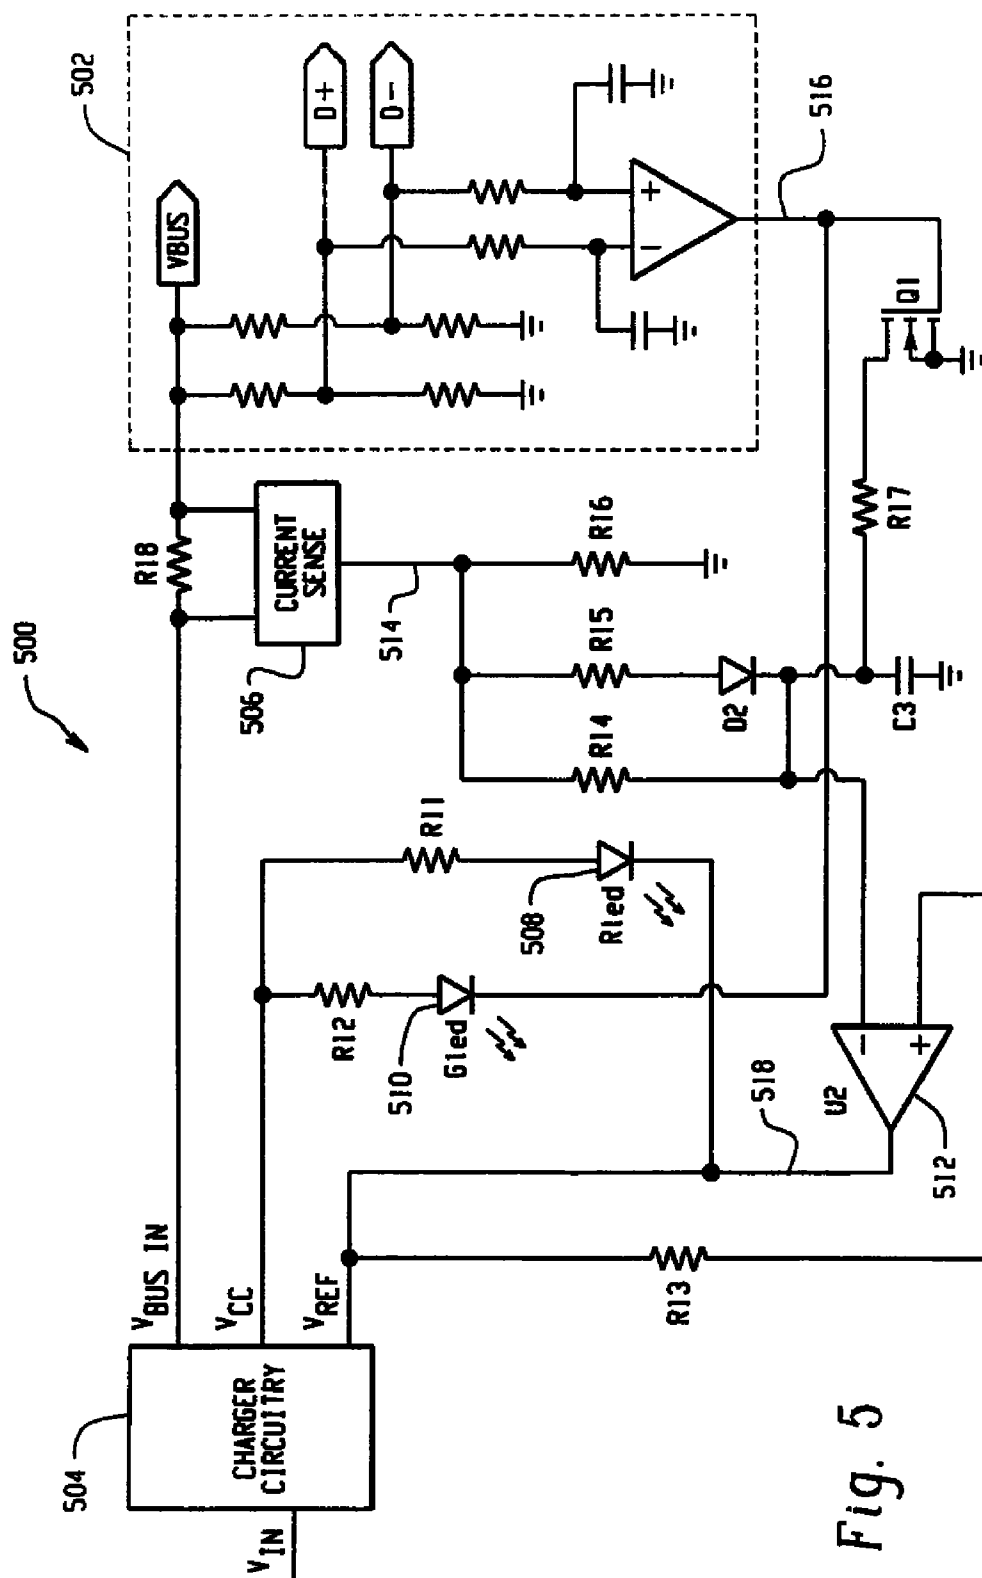 500
504
CHARGER
CIRCUITRY
VIN
VBUS IN
VCC
VREF
R18
CURRENT
SENSE
506
514
502
VBUS
D+
D-
+
-
516
R12
Gled
510
R11
Rled
508
R14
R15
R16
D2
C3
R17
Q1
R13
518
U2
-
+
512
Fig. 5